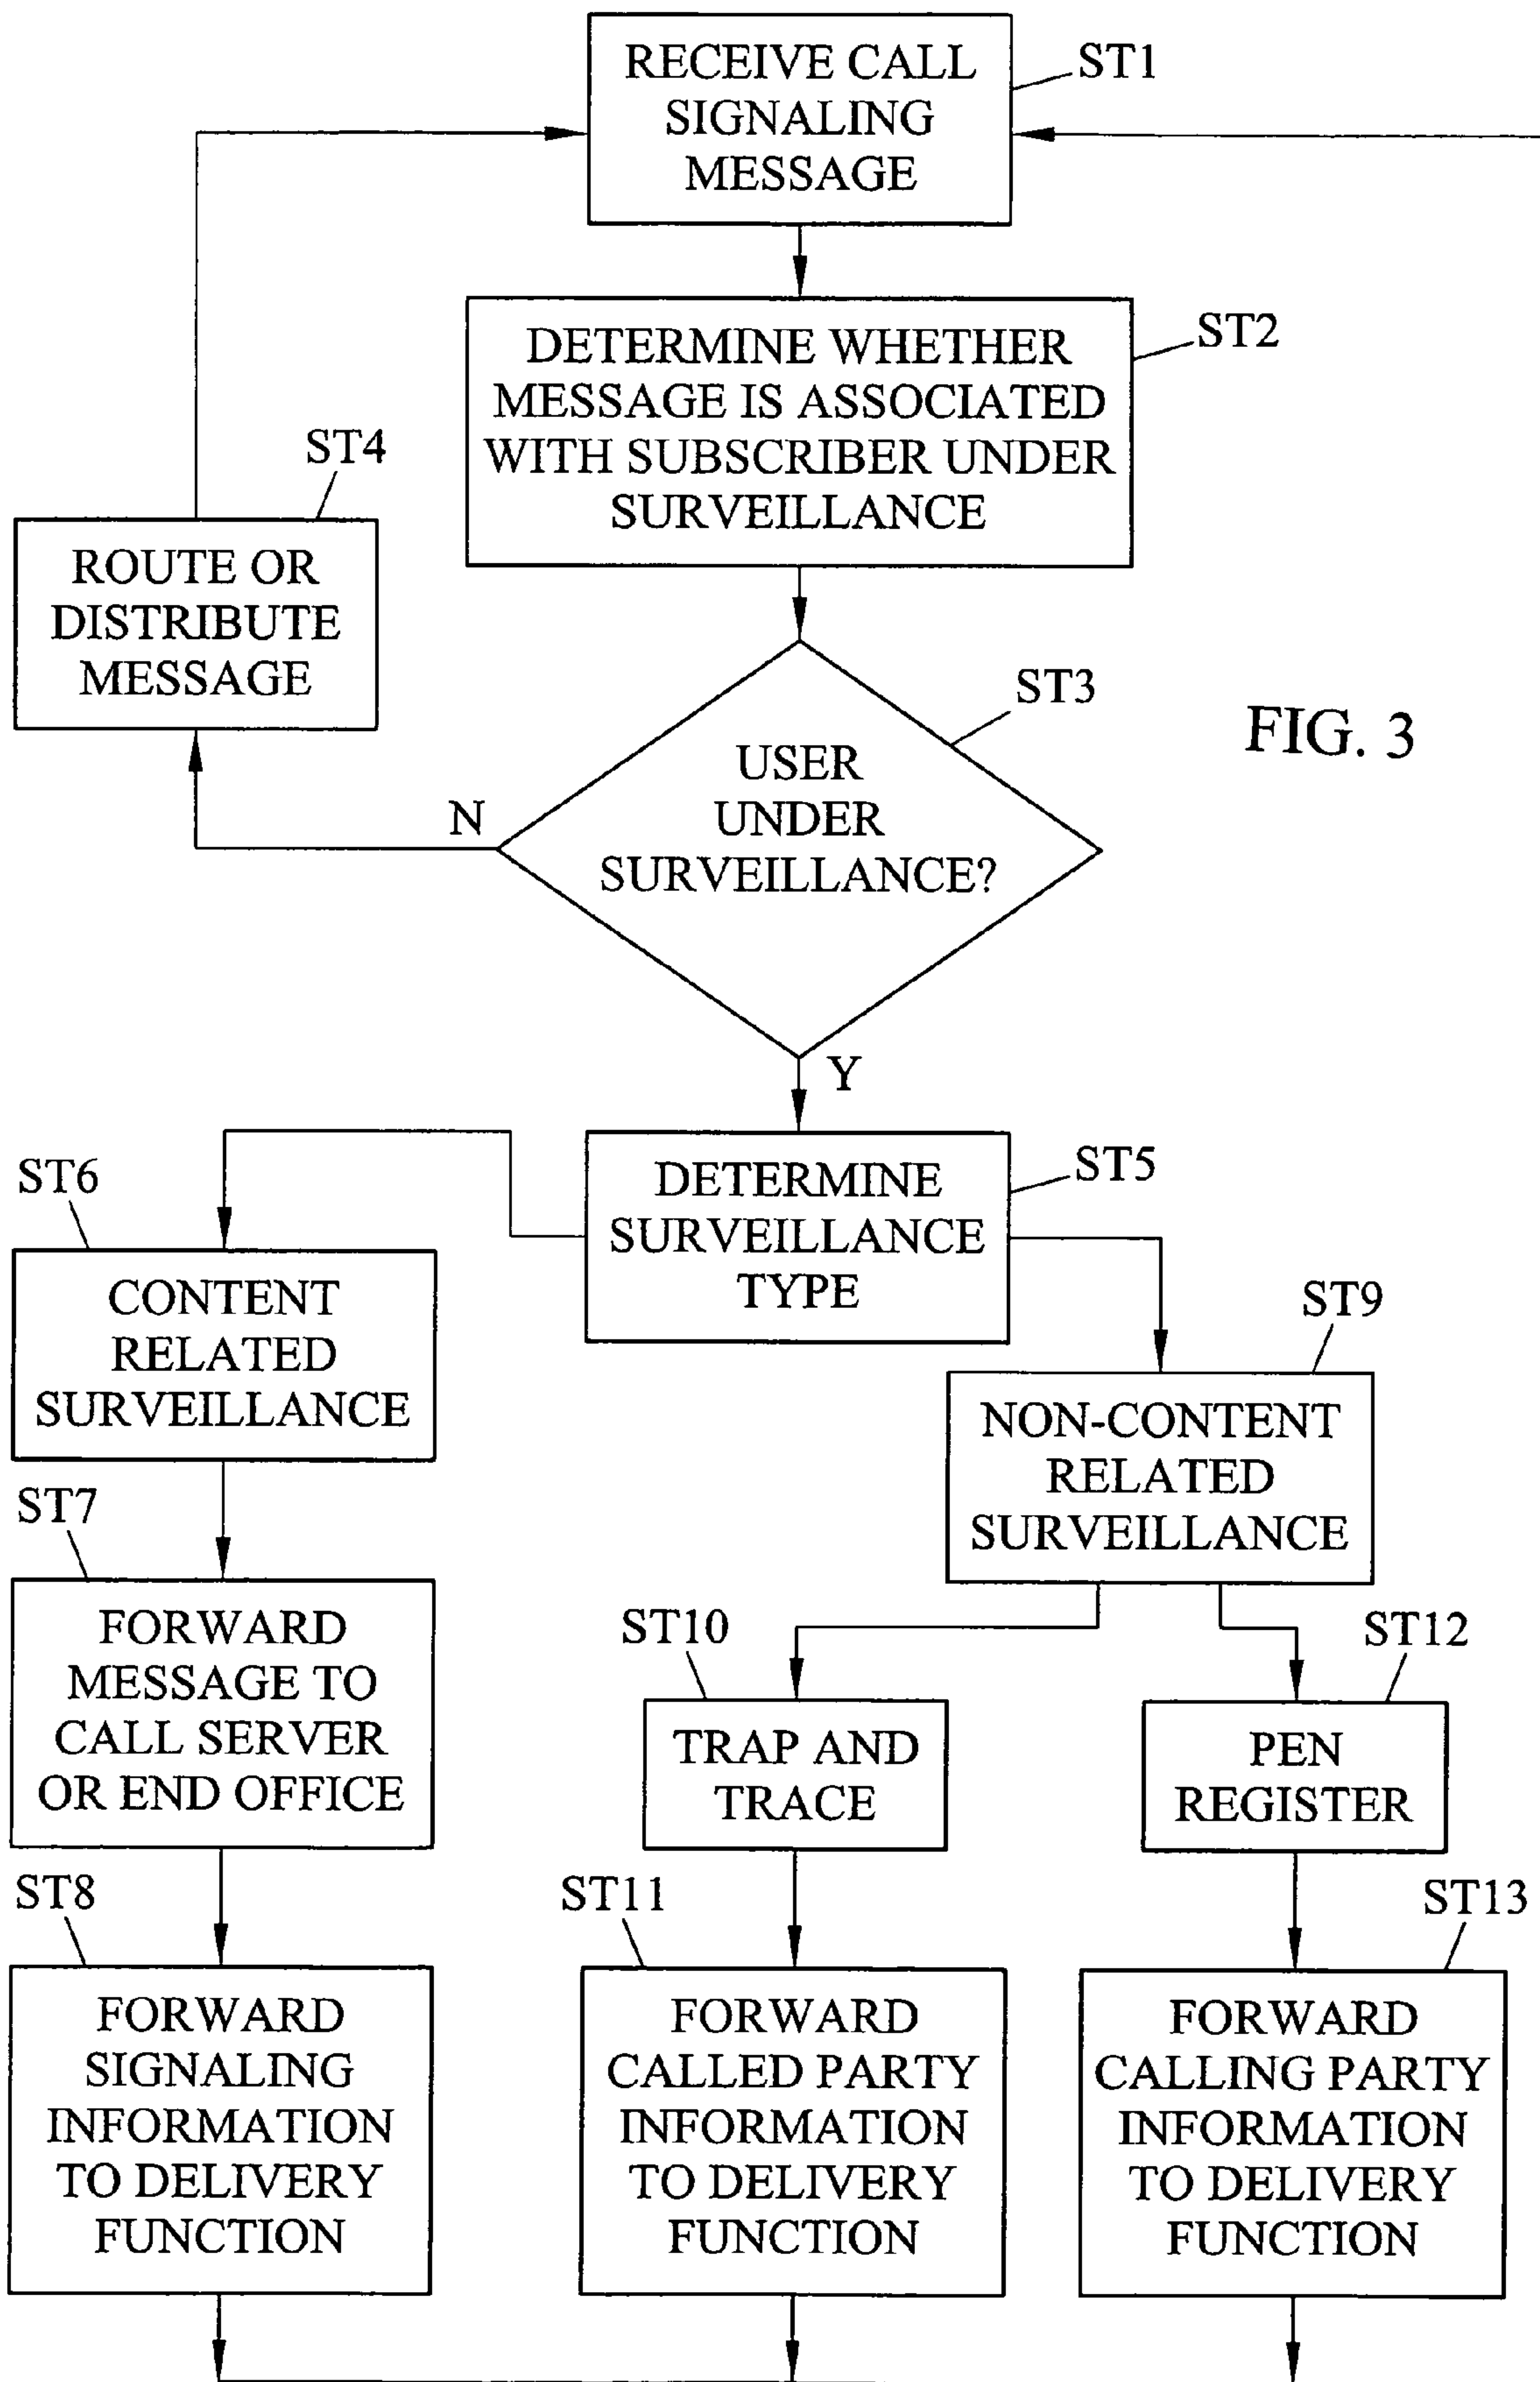 RECEIVE CALL
SIGNALING
MESSAGE
ST1
DETERMINE WHETHER
MESSAGE IS ASSOCIATED
WITH SUBSCRIBER UNDER
SURVEILLANCE
ST2
ST4
ROUTE OR
DISTRIBUTE
MESSAGE
ST3
USER
UNDER
SURVEILLANCE?
FIG. 3
N
Y
DETERMINE
SURVEILLANCE
TYPE
ST5
ST6
CONTENT
RELATED
SURVEILLANCE
ST9
NON-CONTENT
RELATED
SURVEILLANCE
ST7
FORWARD
MESSAGE TO
CALL SERVER
OR END OFFICE
ST10
TRAP AND
TRACE
ST12
PEN
REGISTER
ST8
FORWARD
SIGNALING
INFORMATION
TO DELIVERY
FUNCTION
ST11
FORWARD
CALLED PARTY
INFORMATION
TO DELIVERY
FUNCTION
ST13
FORWARD
CALLING PARTY
INFORMATION
TO DELIVERY
FUNCTION